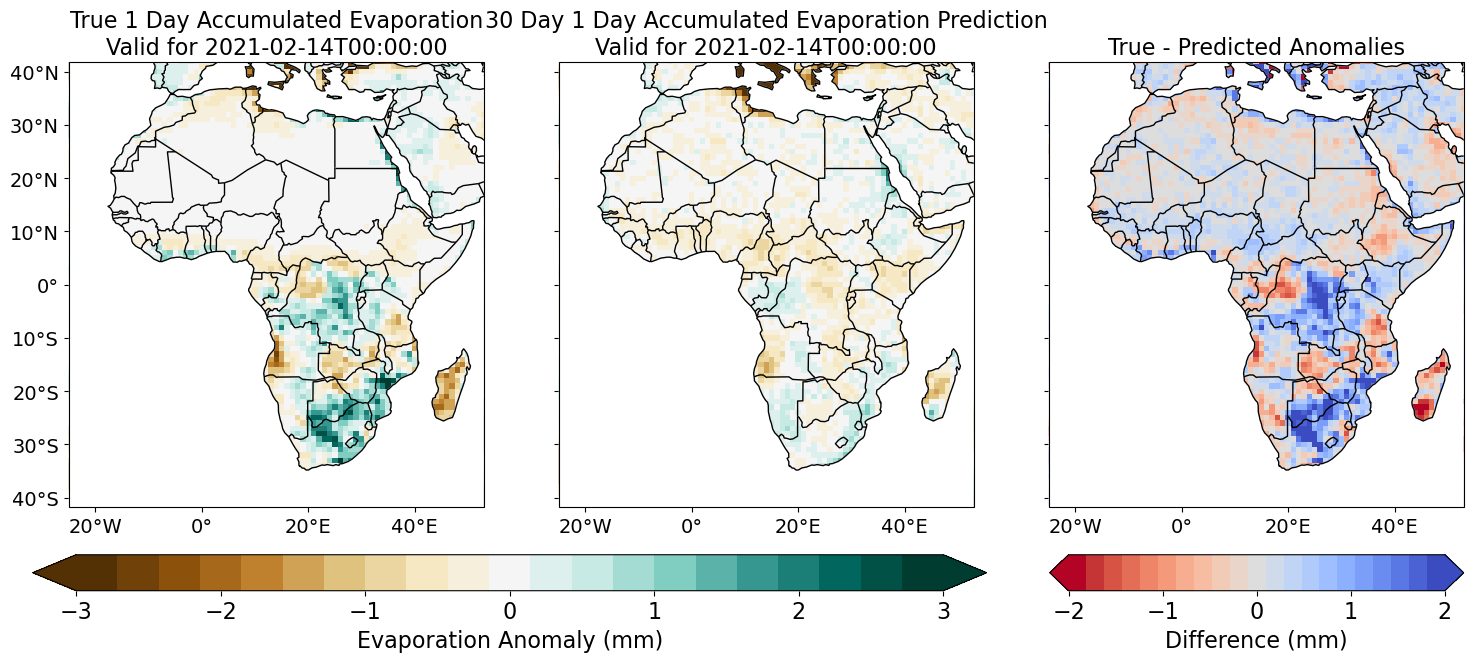 True 1 Day Accumulated Evaporation
Valid for 2021-02-14T00:00:00
30 Day 1 Day Accumulated Evaporation Prediction
Valid for 2021-02-14T00:00:00
True - Predicted Anomalies
40°N
30°N
20°N
10°N
0°
10°S
20°S
30°S
40°S
20°W 0° 20°E 40°E
20°W 0° 20°E 40°E
20°W 0° 20°E 40°E
−3 −2 −1 0 1 2 3
Evaporation Anomaly (mm)
−2 −1 0 1 2
Difference (mm)